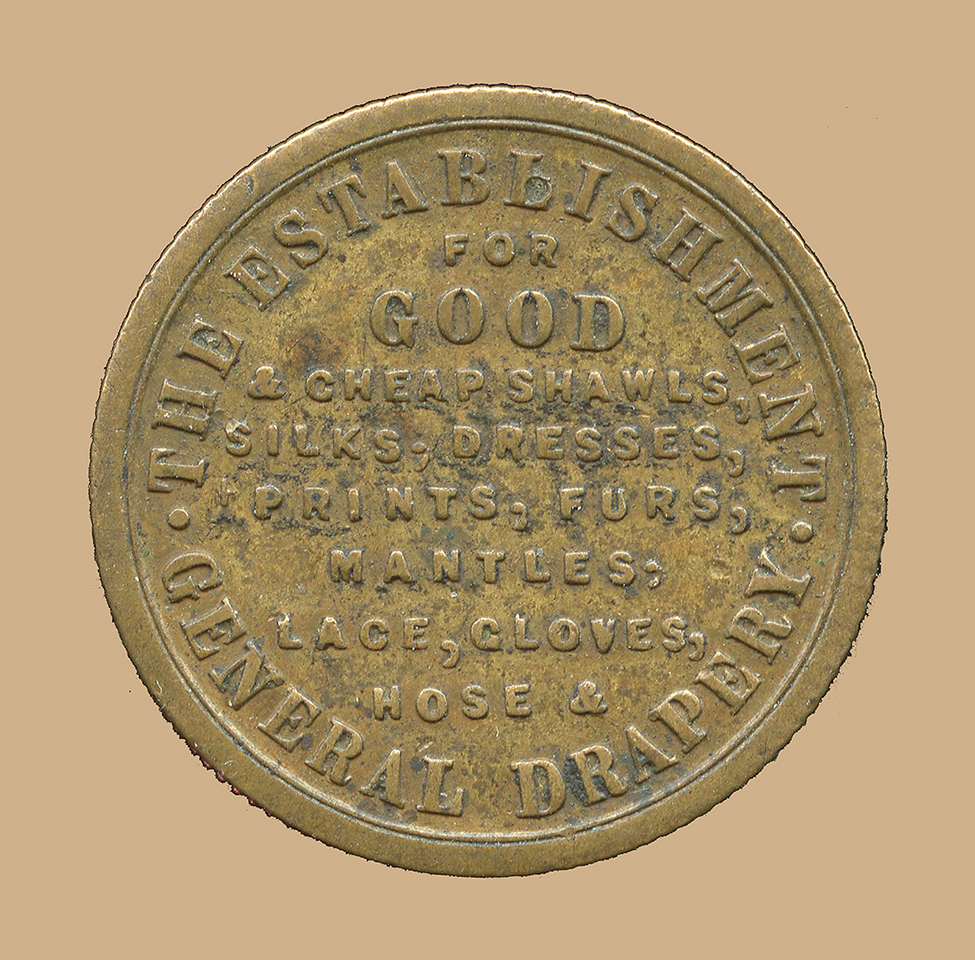 THE ESTABLISHMENT
FOR
GOOD
& CHEAP SHAWLS,
SILKS, DRESSES,
PRINTS, FURS,
MANTLES,
LACE, GLOVES,
HOSE &
GENERAL DRAPERY